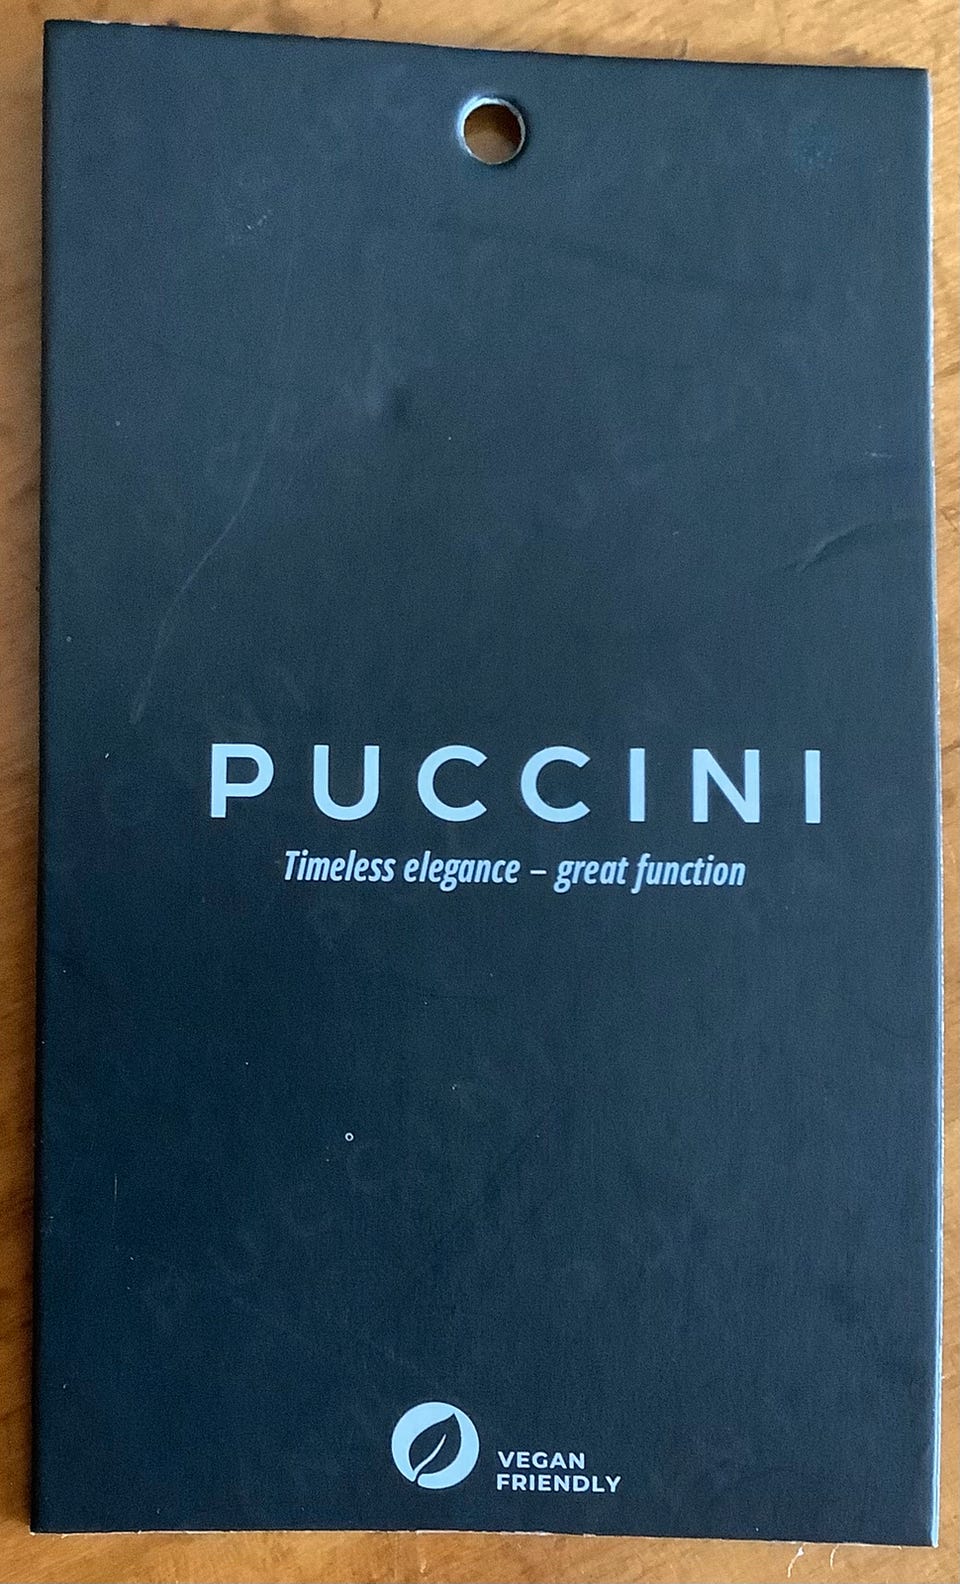 PUCCINI
Timeless elegance – great function
VEGAN
FRIENDLY